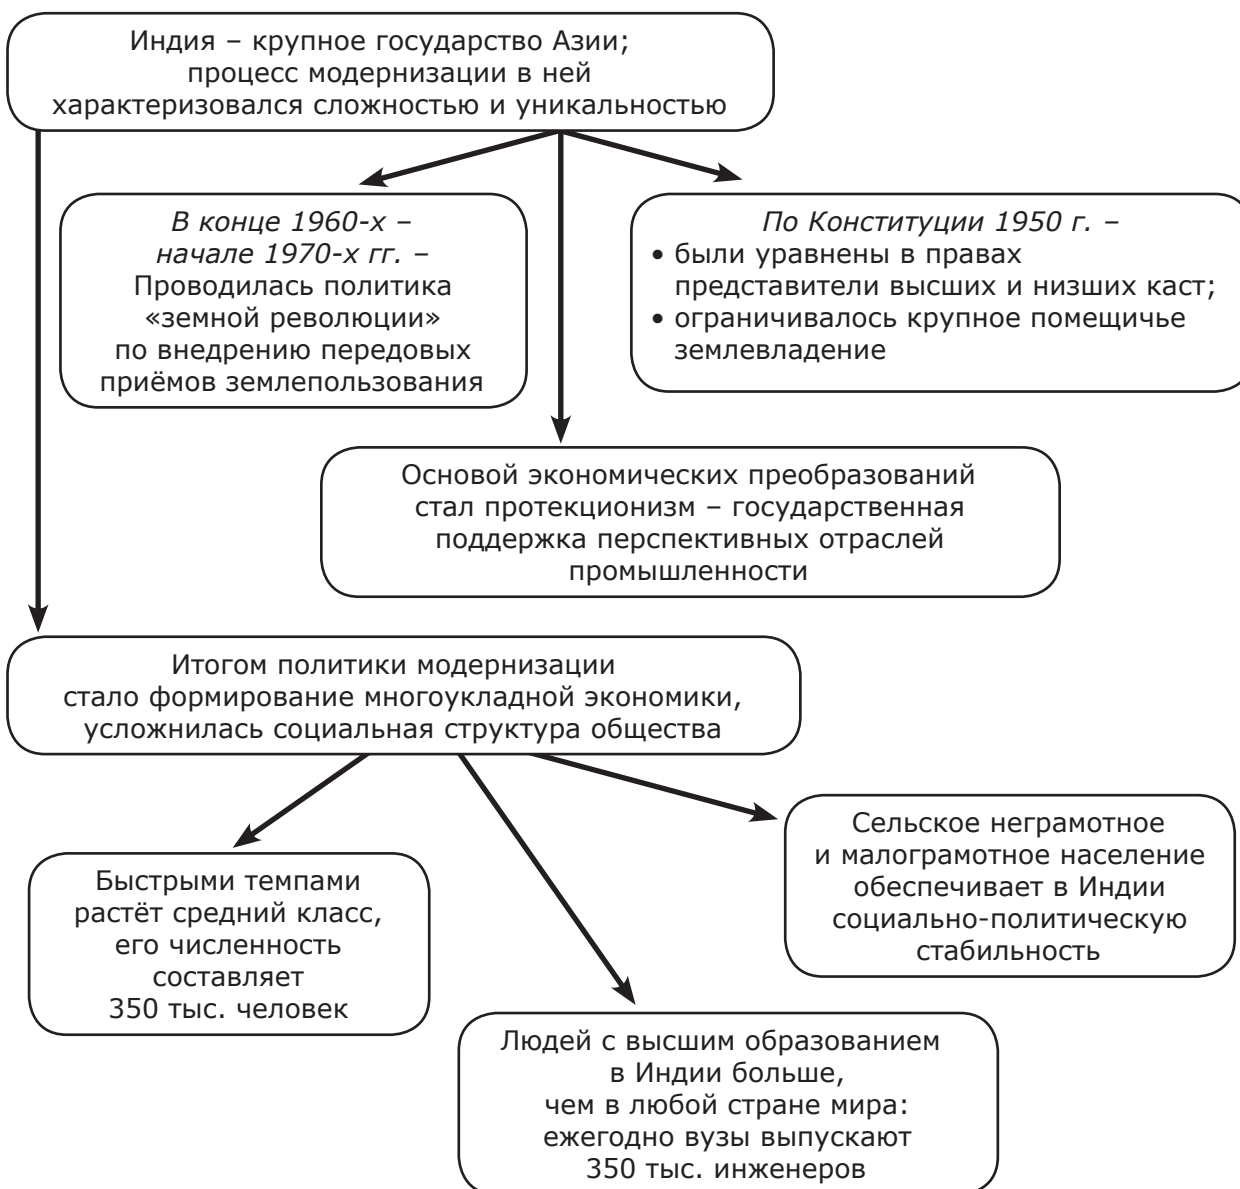 Индия – крупное государство Азии;
процесс модернизации в ней
характеризовался сложностью и уникальностью
В конце 1960-х –
начале 1970-х гг. –
Проводилась политика
«земной революции»
по внедрению передовых
приёмов землепользования
По Конституции 1950 г. –
• были уравнены в правах
представители высших и низших каст;
• ограничивалось крупное помещичье
землевладение
Основой экономических преобразований
стал протекционизм – государственная
поддержка перспективных отраслей
промышленности
Итогом политики модернизации
стало формирование многоукладной экономики,
усложнилась социальная структура общества
Быстрыми темпами
растёт средний класс,
его численность
составляет
350 тыс. человек
Людей с высшим образованием
в Индии больше,
чем в любой стране мира:
ежегодно вузы выпускают
350 тыс. инженеров
Сельское неграмотное
и малограмотное население
обеспечивает в Индии
социально-политическую
стабильность